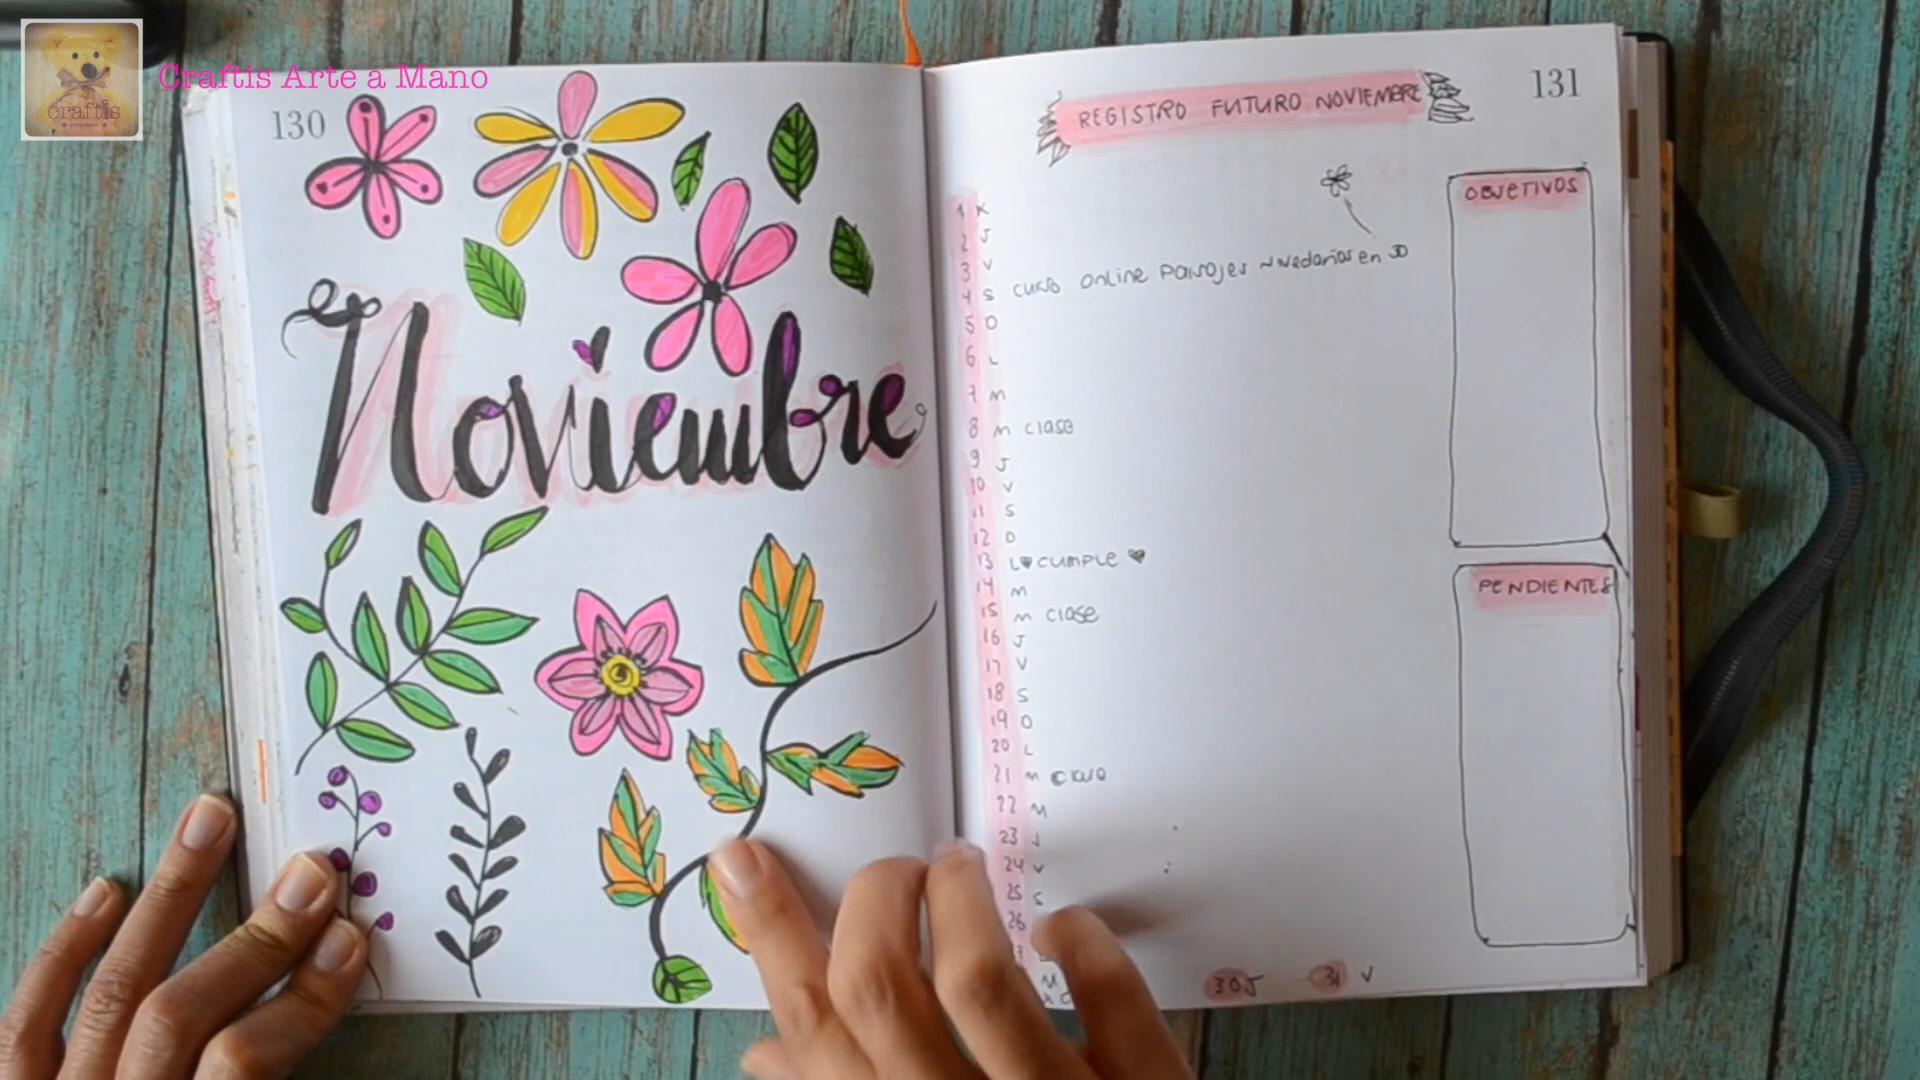 craftis
Craftis Arte a Mano
130
Noviembre
131
REGISTRO FUTURO NOVIEMBRE
OBJETIVOS
1 X
2 J
3 V
4 S curso online paisajes navideños en 3D
5 D
6 L
7 M
8 M clase
9 J
10 V
11 S
12 D
13 L CUMPLE
14 M
15 M clase
16 J
17 V
18 S
19 D
20 L
21 M clase
22 M
23 J
24 V
25 S
26
30 J 31 V
PENDIENTES